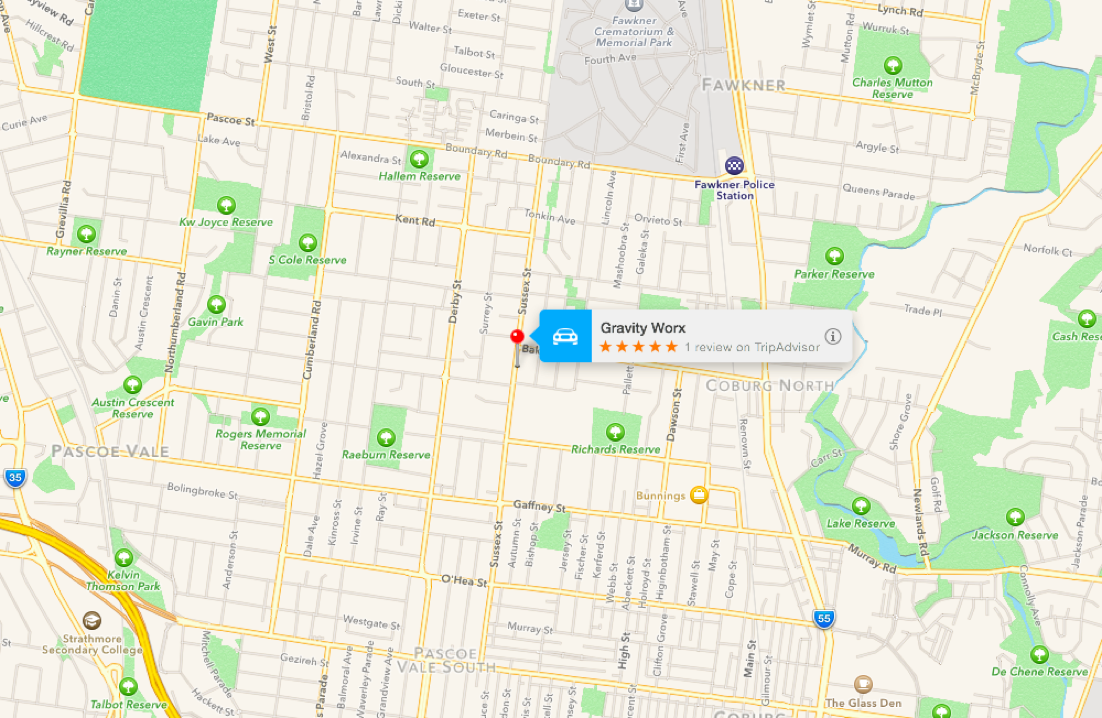 Hillcrest Rd
West St
Walter St
Exeter St
Talbot St
Gloucester St
South St
Bristol Rd
Fawkner
Crematorium &
Memorial Park
Fourth Ave
First Ave
FAWKNER
Wymlet St
Mutton Rd
Lynch Rd
Wurruk St
McBryde St
Charles Mutton
Reserve
Curie Ave
Pascoe St
Lake Ave
Caringa St
Merbein St
Boundary Rd
Boundary Rd
Alexandra St
Hallem Reserve
Argyle St
Fawkner Police
Station
Queens Parade
Grevillia Rd
Kw Joyce Reserve
Kent Rd
Tonkin Ave
Lincoln Ave
Orvieto St
Rayner Reserve
S Cole Reserve
Mashoobra St
Galeka St
Parker Reserve
Norfolk Ct
Danin St
Austin Crescent
Northumberland Rd
Gavin Park
Cumberland Rd
Derby St
Surrey St
Sussex St
Trade Pl
Gravity Worx
1 review on TripAdvisor
COBURG NORTH
Austin Crescent
Reserve
Rogers Memorial
Reserve
Hazel Grove
Raeburn Reserve
Richards Reserve
Dawson St
Renown St
Shore Grove
Carr St
PASCOE VALE
35
Bolingbroke St
Bunnings
Gaffney St
Lake Reserve
Golf Rd
Newlands Rd
Jackson Reserve
Jackson Parade
Anderson St
Dale Ave
Kinross St
Irvine St
Ray St
Sussex St
Autumn St
Bishop St
Jersey St
Fischer St
Kerferd St
Webb St
Abeckett St
Holroyd St
Higinbotham St
Stawell St
May St
Cope St
Murray Rd
Kelvin
Thomson Park
O'Hea St
Connolly Ave
55
Strathmore
Secondary College
Westgate St
Murray St
High St
Clifton Grove
Main St
Gilmour St
Mitchell Parade
Gezireh St
PASCOE
VALE SOUTH
De Chene Reserve
Talbot Reserve
Hackett St
Balmoral Ave
Waverley Parade
Grandview Ave
The Glass Den
COBURG